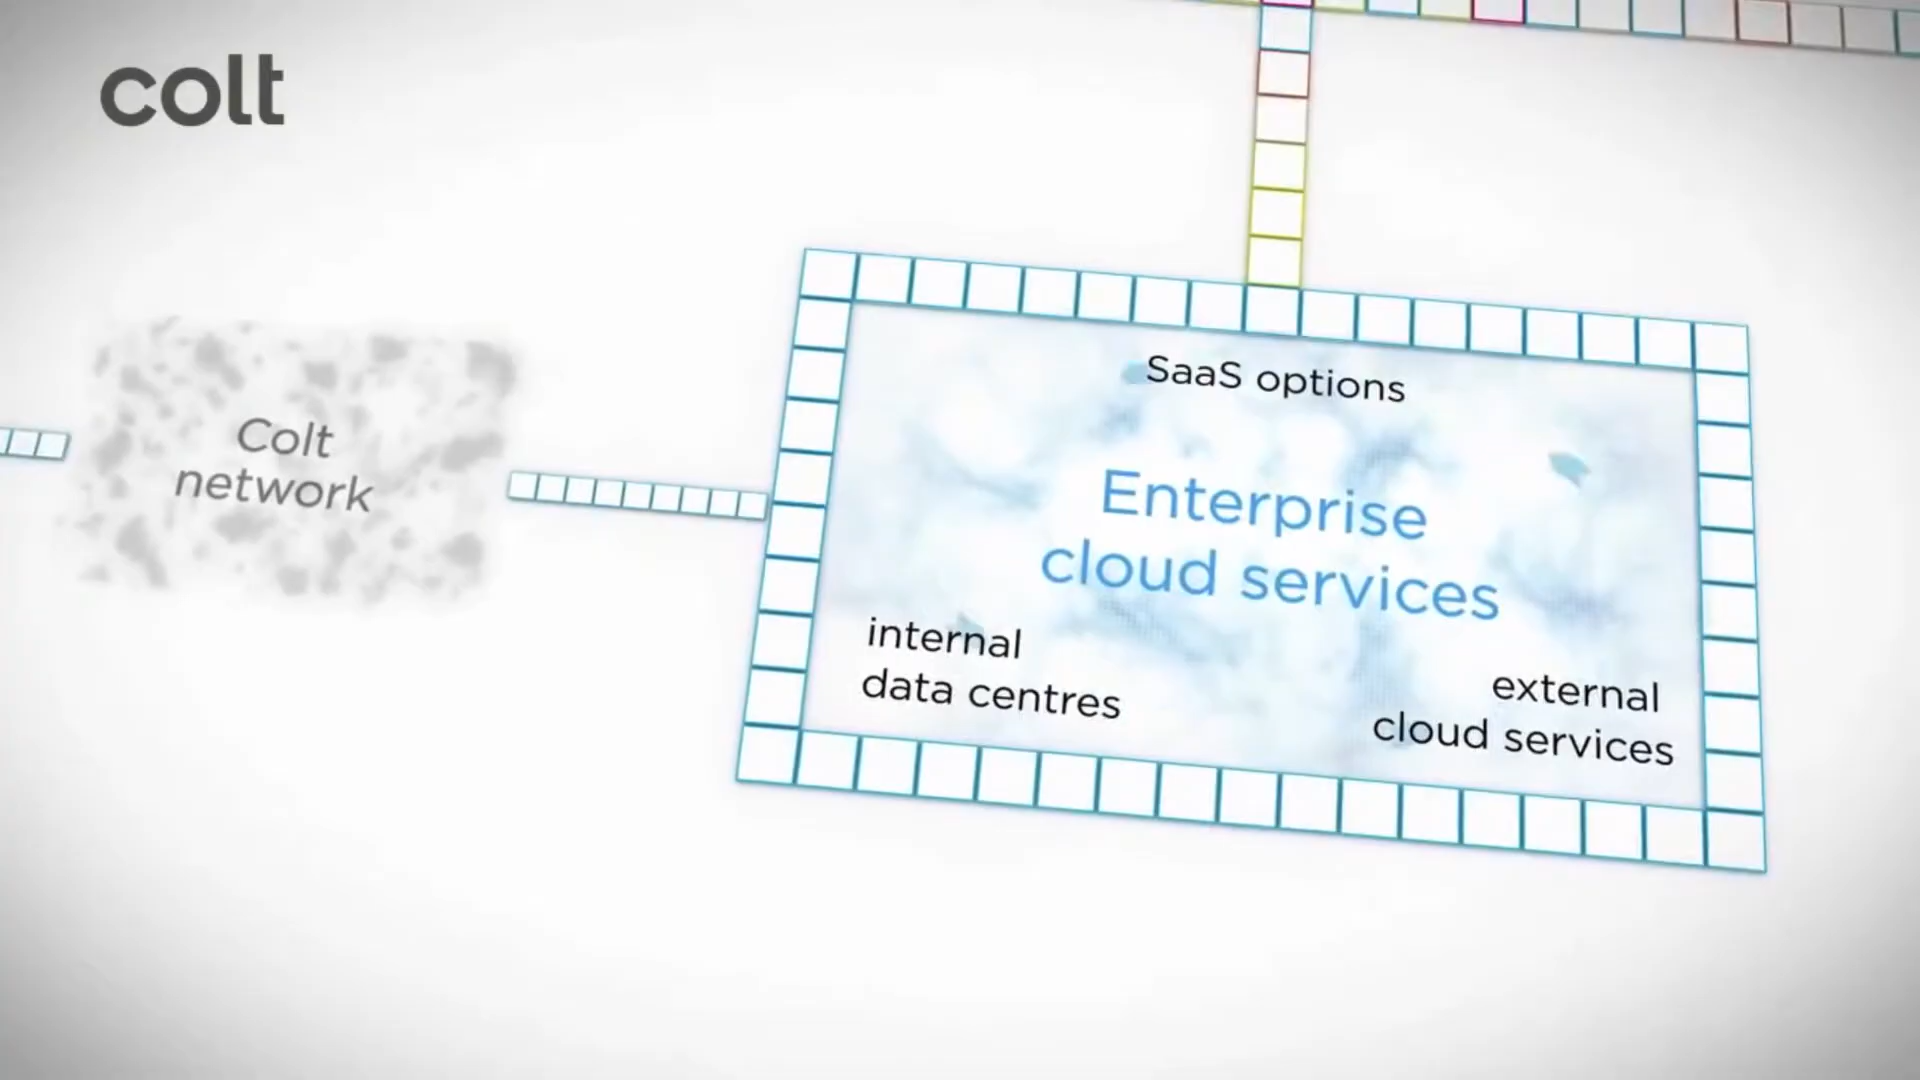 colt
Colt
network
SaaS options
Enterprise
cloud services
internal
data centres
external
cloud services